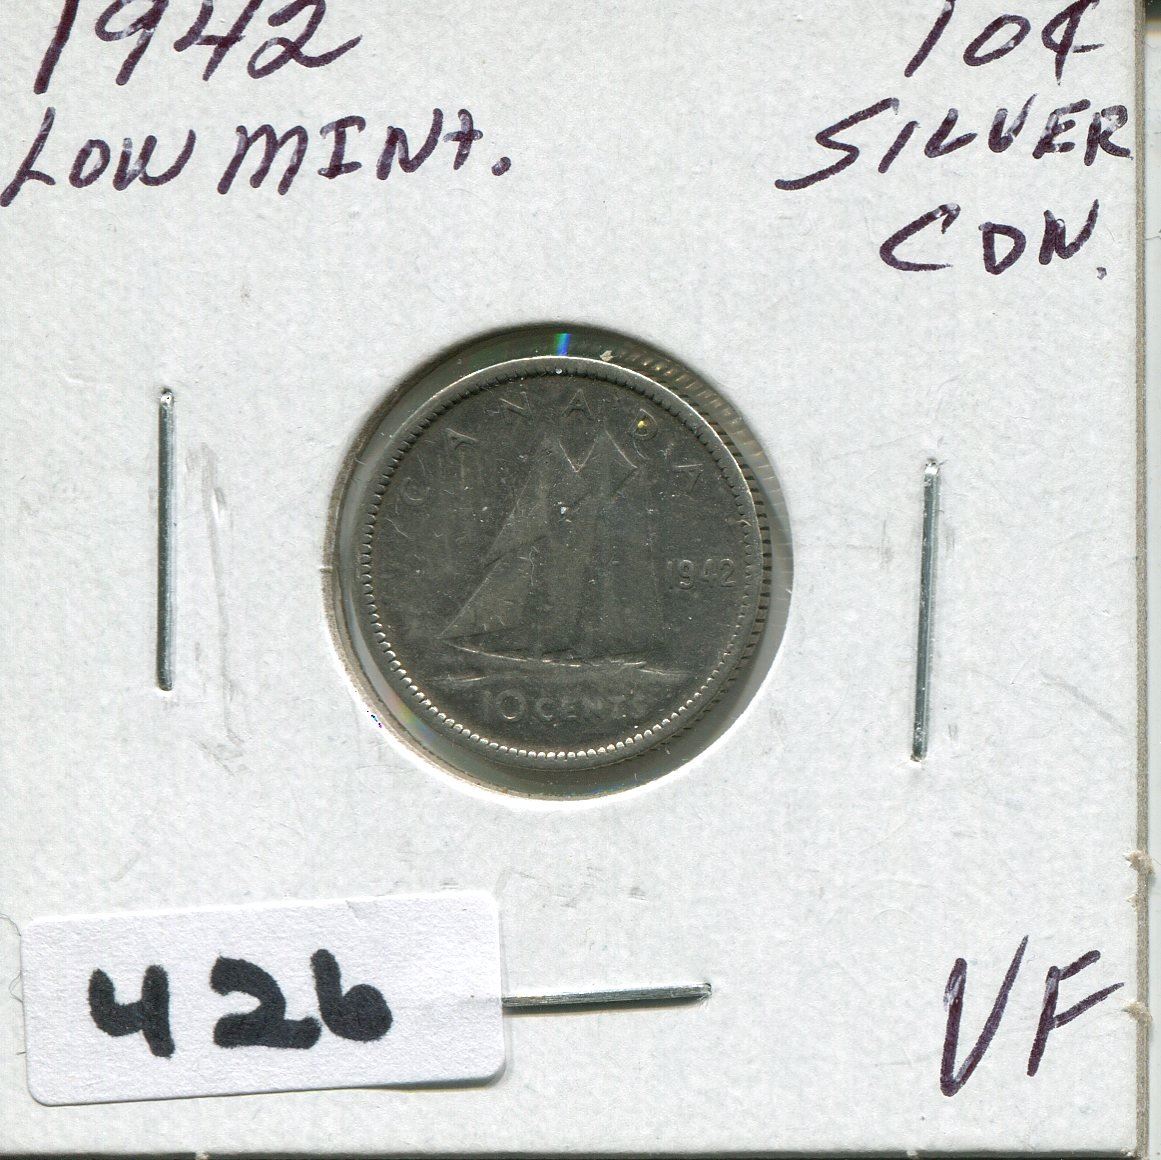 1942
LOW MINt.
10¢
SILVER
CDN.
CANADA
1942
10 CENTS
426
VF